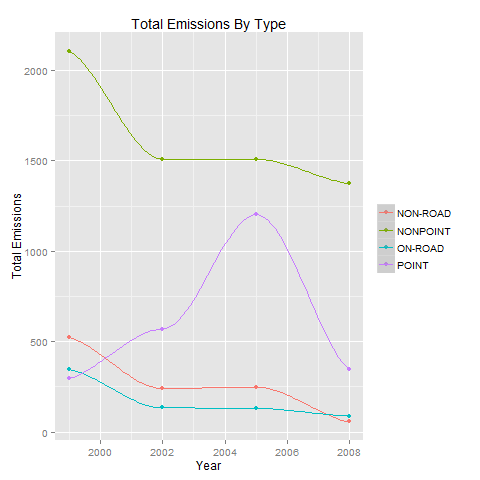 Total Emissions By Type
Total Emissions
2000
1500
1000
500
0
2000
2002
2004
2006
2008
Year
NON-ROAD
NONPOINT
ON-ROAD
POINT